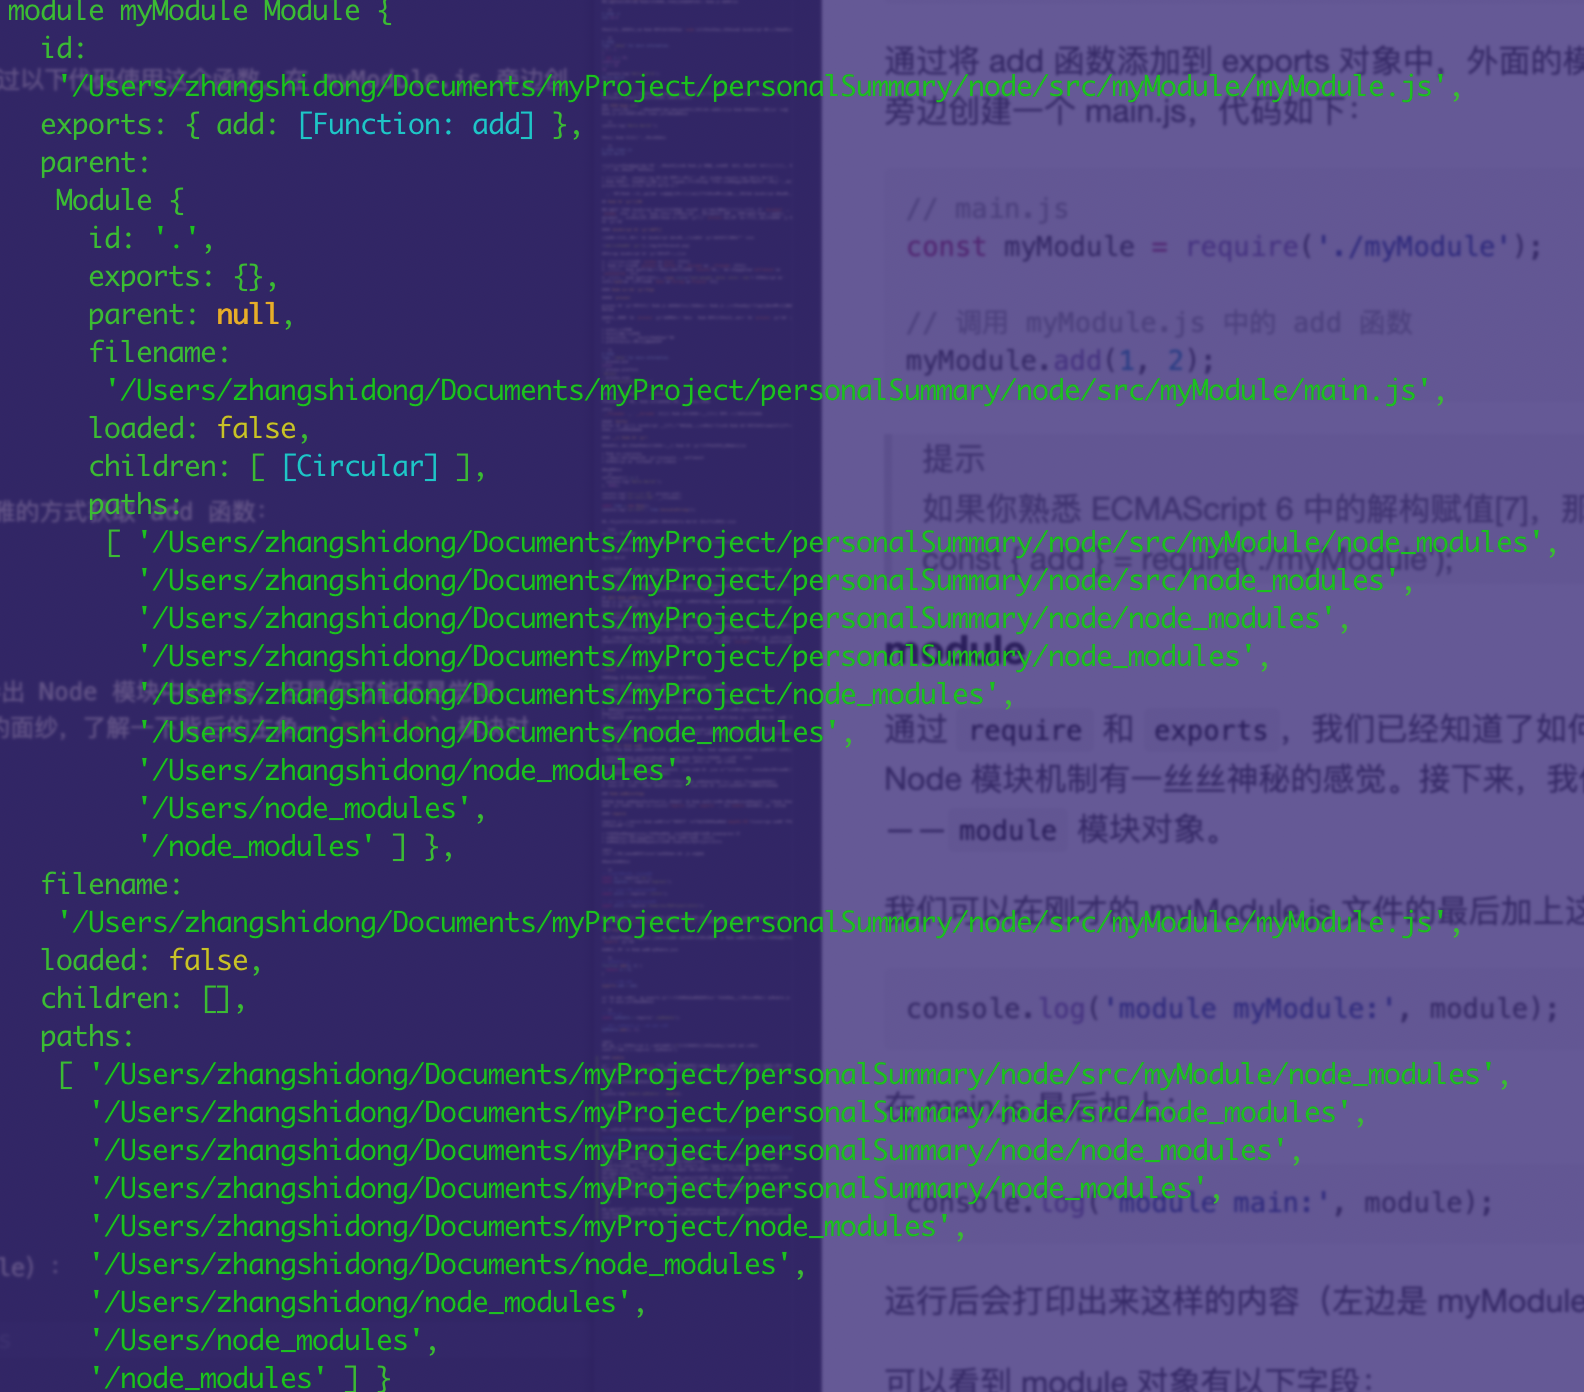 module myModule Module {
id:
'/Users/zhangshidong/Documents/myProject/personalSummary/node/src/myModule/myModule.js',
exports: { add: [Function: add] },
parent:
Module {
id: '.',
exports: {},
parent: null,
filename:
'/Users/zhangshidong/Documents/myProject/personalSummary/node/src/myModule/main.js',
loaded: false,
children: [ [Circular] ],
paths:
[ '/Users/zhangshidong/Documents/myProject/personalSummary/node/src/myModule/node_modules',
'/Users/zhangshidong/Documents/myProject/personalSummary/node/src/node_modules',
'/Users/zhangshidong/Documents/myProject/personalSummary/node/node_modules',
'/Users/zhangshidong/Documents/myProject/personalSummary/node_modules',
'/Users/zhangshidong/Documents/myProject/node_modules',
'/Users/zhangshidong/Documents/node_modules',
'/Users/zhangshidong/node_modules',
'/Users/node_modules',
'/node_modules' ] },
filename:
'/Users/zhangshidong/Documents/myProject/personalSummary/node/src/myModule/myModule.js',
loaded: false,
children: [],
paths:
[ '/Users/zhangshidong/Documents/myProject/personalSummary/node/src/myModule/node_modules',
'/Users/zhangshidong/Documents/myProject/personalSummary/node/src/node_modules',
'/Users/zhangshidong/Documents/myProject/personalSummary/node/node_modules',
'/Users/zhangshidong/Documents/myProject/personalSummary/node_modules',
'/Users/zhangshidong/Documents/myProject/node_modules',
'/Users/zhangshidong/Documents/node_modules',
'/Users/zhangshidong/node_modules',
'/Users/node_modules',
'/node_modules' ] }
通过将 add 函数添加到 exports 对象中，外面的模
旁边创建一个 main.js，代码如下：
// main.js
const myModule = require('./myModule');
// 调用 myModule.js 中的 add 函数
myModule.add(1, 2);
提示
如果你熟悉 ECMAScript 6 中的解构赋值[7]，那
const { add } = require('./myModule');
module
通过 require 和 exports ，我们已经知道了如何
Node 模块机制有一丝丝神秘的感觉。接下来，我们
—— module 模块对象。
我们可以在刚才的 myModule.js 文件的最后加上这
console.log('module myModule:', module);
在 main.js 最后加上：
console.log('module main:', module);
运行后会打印出来这样的内容（左边是 myModule
可以看到 module 对象有以下字段：